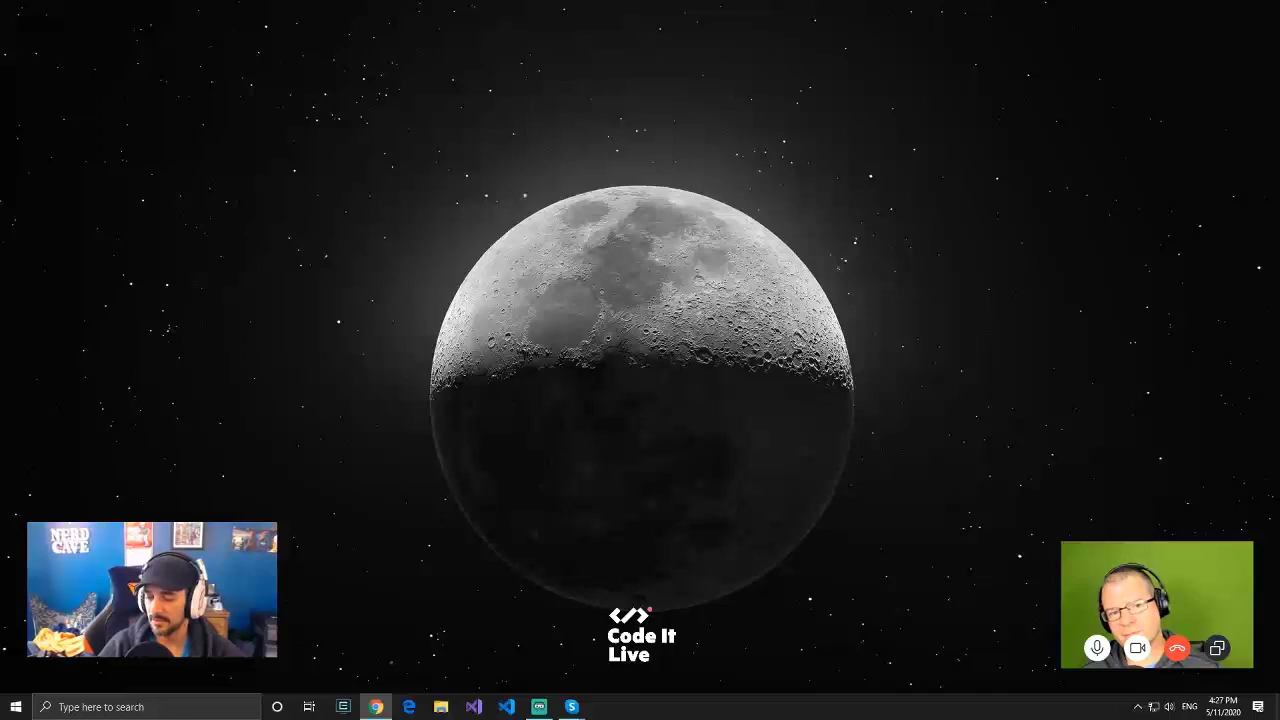 NERD
CAVE
</>
Code It
Live
Type here to search
ENG
4:27 PM
5/11/2020